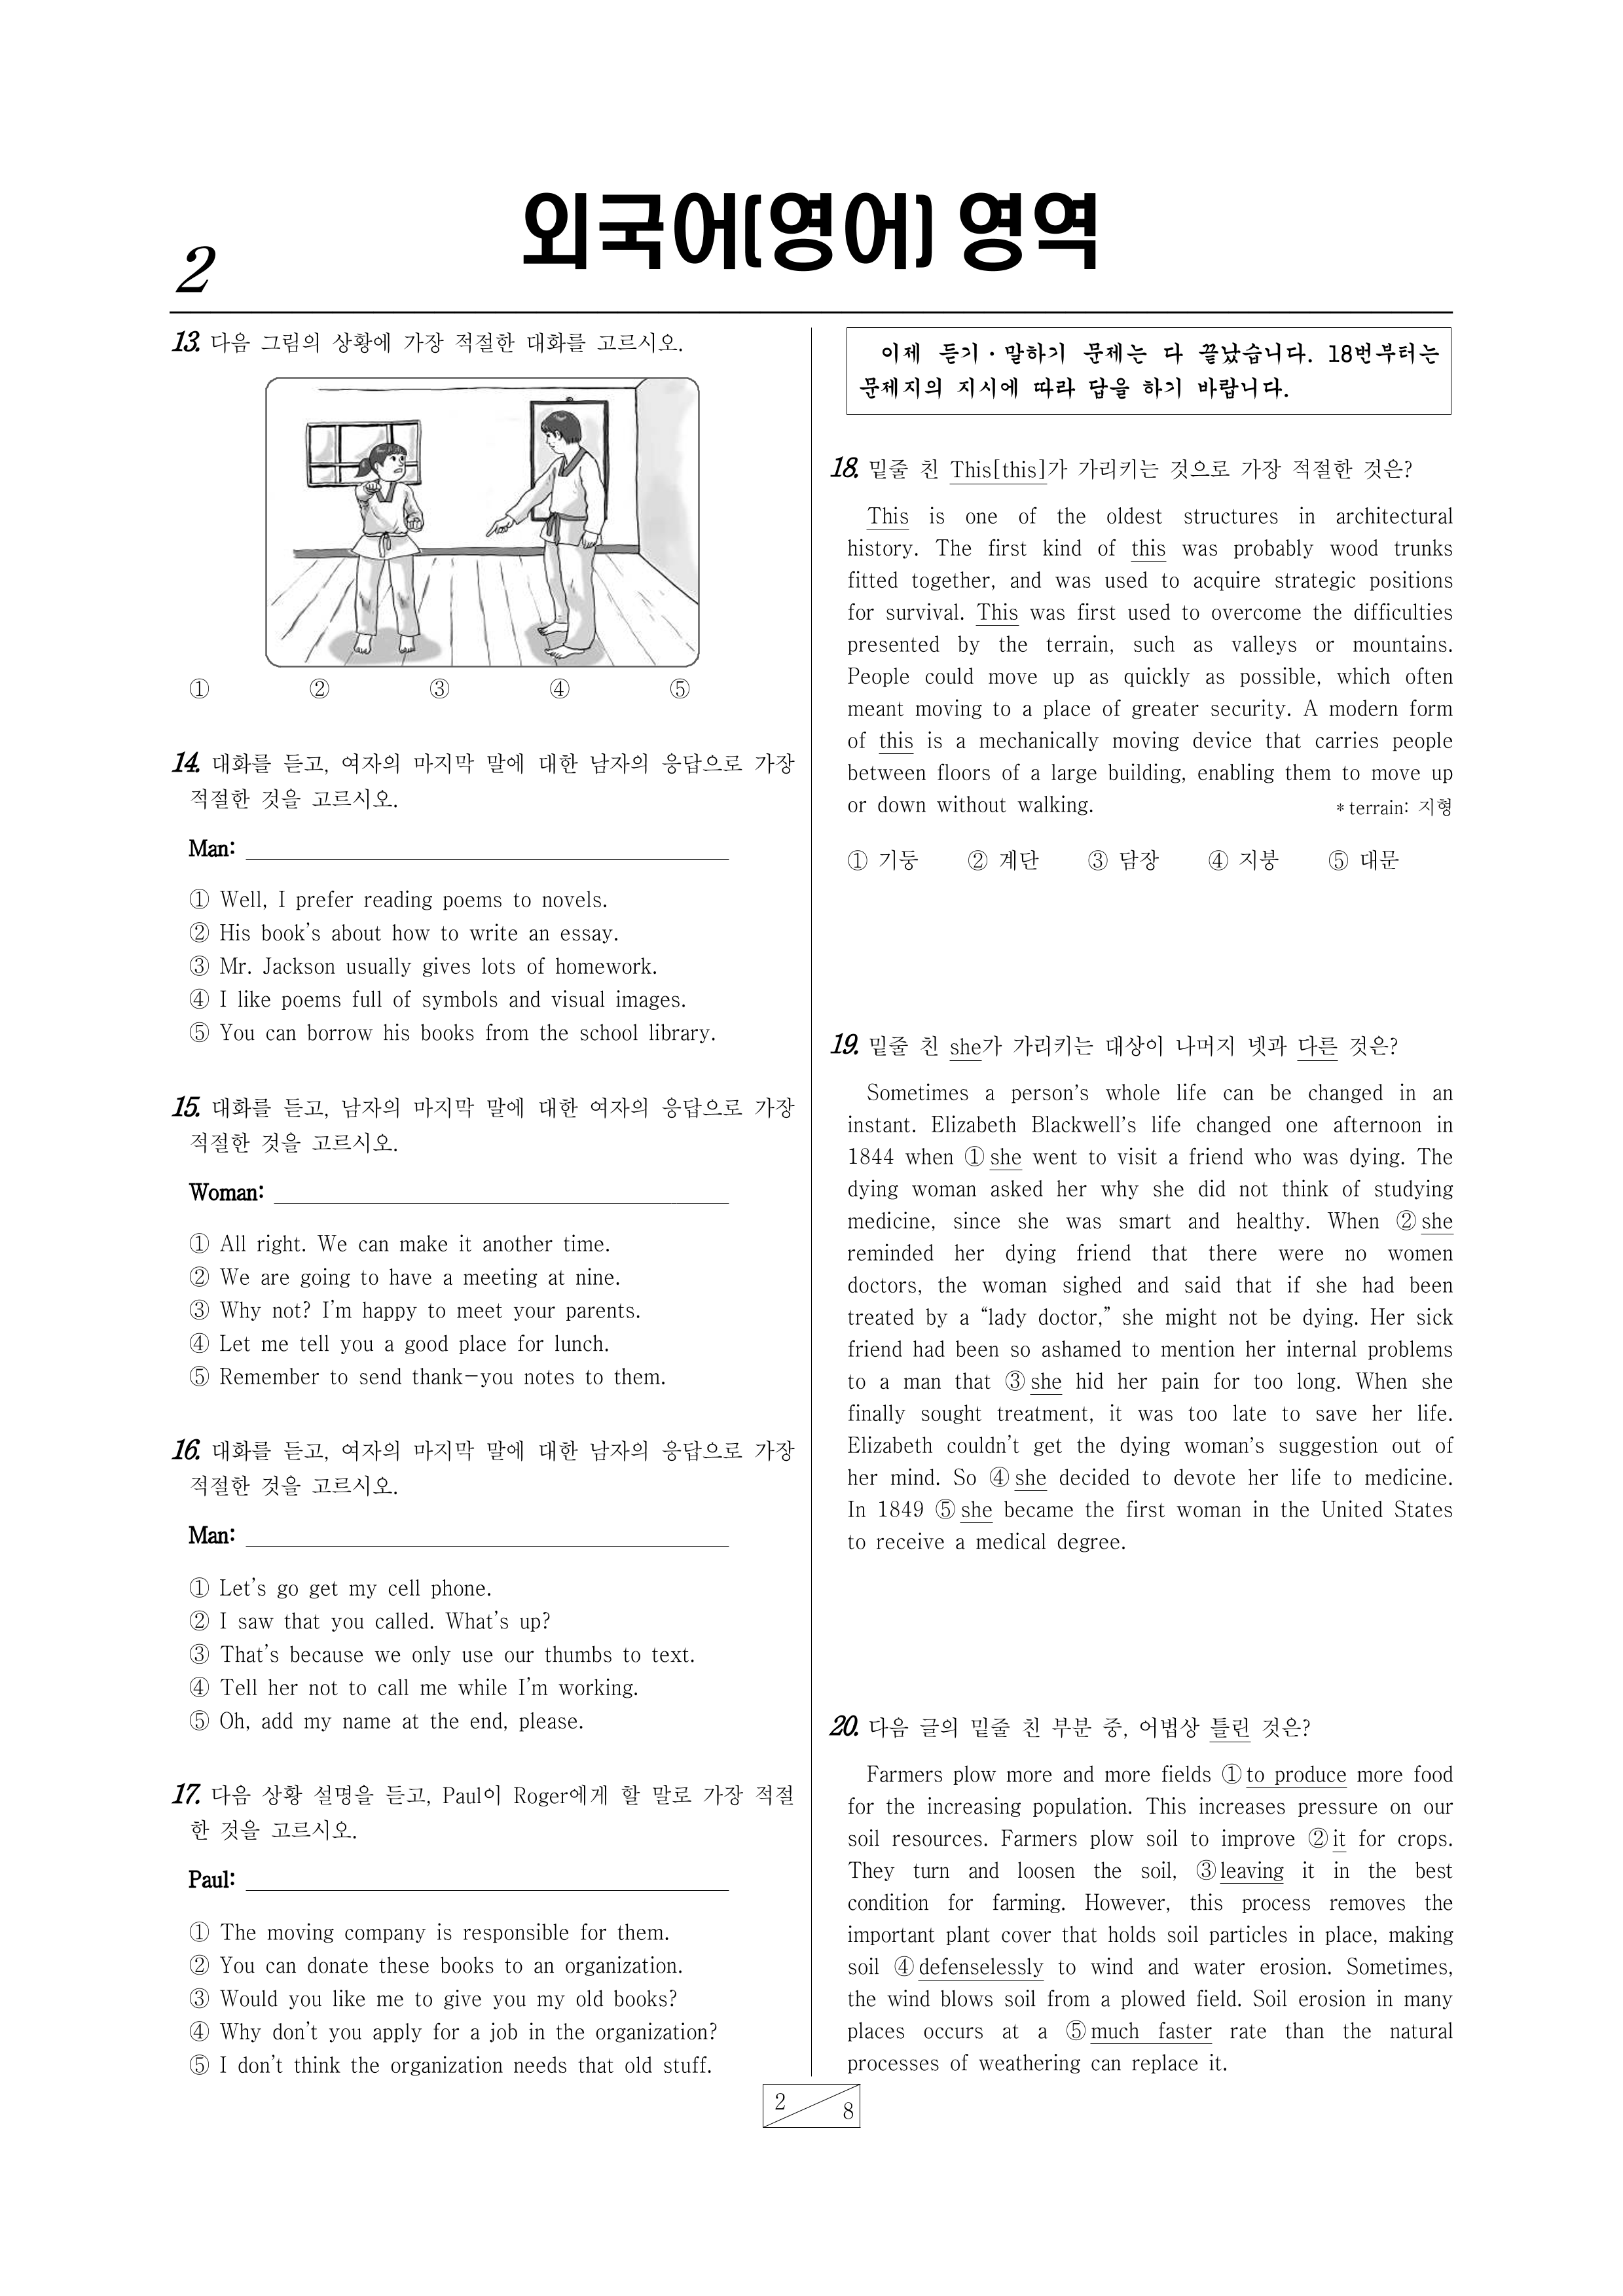 2
외국어(영어) 영역
13. 다음 그림의 상황에 가장 적절한 대화를 고르시오.
① ② ③ ④ ⑤
14. 대화를 듣고, 여자의 마지막 말에 대한 남자의 응답으로 가장
적절한 것을 고르시오.
Man:
① Well, I prefer reading poems to novels.
② His book's about how to write an essay.
③ Mr. Jackson usually gives lots of homework.
④ I like poems full of symbols and visual images.
⑤ You can borrow his books from the school library.
15. 대화를 듣고, 남자의 마지막 말에 대한 여자의 응답으로 가장
적절한 것을 고르시오.
Woman:
① All right. We can make it another time.
② We are going to have a meeting at nine.
③ Why not? I'm happy to meet your parents.
④ Let me tell you a good place for lunch.
⑤ Remember to send thank-you notes to them.
16. 대화를 듣고, 여자의 마지막 말에 대한 남자의 응답으로 가장
적절한 것을 고르시오.
Man:
① Let's go get my cell phone.
② I saw that you called. What's up?
③ That's because we only use our thumbs to text.
④ Tell her not to call me while I'm working.
⑤ Oh, add my name at the end, please.
17. 다음 상황 설명을 듣고, Paul이 Roger에게 할 말로 가장 적절
한 것을 고르시오.
Paul:
① The moving company is responsible for them.
② You can donate these books to an organization.
③ Would you like me to give you my old books?
④ Why don't you apply for a job in the organization?
⑤ I don't think the organization needs that old stuff.
이제 듣기·말하기 문제는 다 끝났습니다. 18번부터는
문제지의 지시에 따라 답을 하기 바랍니다.
18. 밑줄 친 This[this]가 가리키는 것으로 가장 적절한 것은?
This is one of the oldest structures in architectural
history. The first kind of this was probably wood trunks
fitted together, and was used to acquire strategic positions
for survival. This was first used to overcome the difficulties
presented by the terrain, such as valleys or mountains.
People could move up as quickly as possible, which often
meant moving to a place of greater security. A modern form
of this is a mechanically moving device that carries people
between floors of a large building, enabling them to move up
or down without walking. * terrain: 지형
① 기둥 ② 계단 ③ 담장 ④ 지붕 ⑤ 대문
19. 밑줄 친 she가 가리키는 대상이 나머지 넷과 다른 것은?
Sometimes a person's whole life can be changed in an
instant. Elizabeth Blackwell's life changed one afternoon in
1844 when ① she went to visit a friend who was dying. The
dying woman asked her why she did not think of studying
medicine, since she was smart and healthy. When ② she
reminded her dying friend that there were no women
doctors, the woman sighed and said that if she had been
treated by a “lady doctor,” she might not be dying. Her sick
friend had been so ashamed to mention her internal problems
to a man that ③ she hid her pain for too long. When she
finally sought treatment, it was too late to save her life.
Elizabeth couldn't get the dying woman's suggestion out of
her mind. So ④ she decided to devote her life to medicine.
In 1849 ⑤ she became the first woman in the United States
to receive a medical degree.
20. 다음 글의 밑줄 친 부분 중, 어법상 틀린 것은?
Farmers plow more and more fields ① to produce more food
for the increasing population. This increases pressure on our
soil resources. Farmers plow soil to improve ② it for crops.
They turn and loosen the soil, ③ leaving it in the best
condition for farming. However, this process removes the
important plant cover that holds soil particles in place, making
soil ④ defenselessly to wind and water erosion. Sometimes,
the wind blows soil from a plowed field. Soil erosion in many
places occurs at a ⑤ much faster rate than the natural
processes of weathering can replace it.
2 8